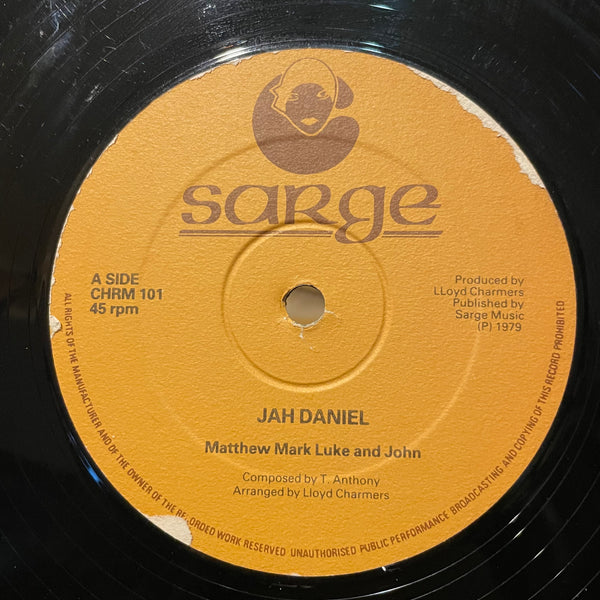 sarge
A SIDE
CHRM 101
45 rpm
Produced by
LLoyd Charmers
Published by
Sarge Music
(P) 1979
JAH DANIEL
Matthew Mark Luke and John
Composed by T. Anthony
Arranged by Lloyd Charmers
ALL RIGHTS OF THE MANUFACTURER AND OF THE OWNER OF THE RECORDED WORK RESERVED UNAUTHORISED PUBLIC PERFORMANCE BROADCASTING AND COPYING OF THIS RECORD PROHIBITED